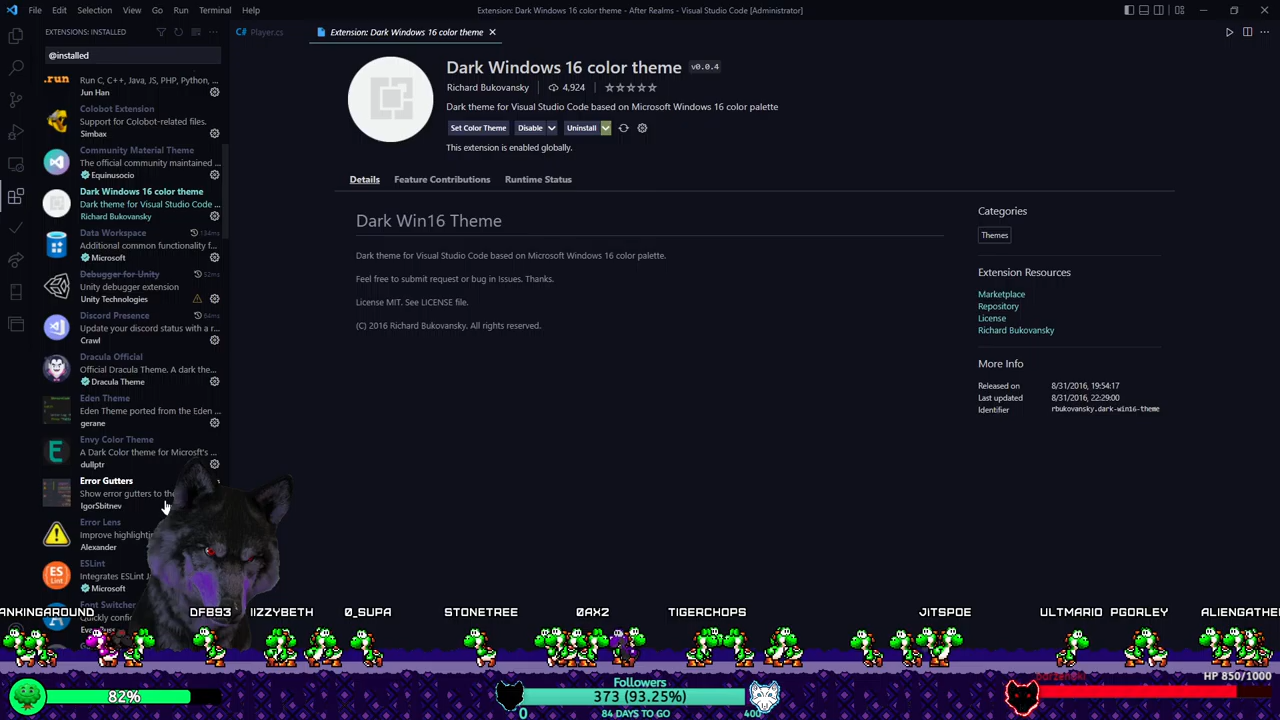 File Edit Selection View Go Run Terminal Help
Extension: Dark Windows 16 color theme - After Realms - Visual Studio Code [Administrator]
EXTENSIONS: INSTALLED
Player.cs
Extension: Dark Windows 16 color theme
@installed
.run
Run C, C++, Java, JS, PHP, Python, ...
Jun Han
Colobot Extension
Support for Colobot-related files.
Simbax
Community Material Theme
The official community maintained ...
Equinusocio
Dark Windows 16 color theme
Dark theme for Visual Studio Code ...
Richard Bukovansky
Data Workspace 134ms
Additional common functionality f...
Microsoft
Debugger for Unity 52ms
Unity debugger extension
Unity Technologies
Discord Presence 64ms
Update your discord status with a r...
Crawl
Dracula Official
Official Dracula Theme. A dark the...
Dracula Theme
Eden Theme
Eden Theme ported from the Eden ...
gerane
Envy Color Theme
A Dark Color theme for Microsft's ...
dullptr
Error Gutters
Show error gutters to the
IgorSbitnev
Error Lens
Improve highlighti
Alexander
ESLint
Integrates ESLint J
Microsoft
Font Switcher
Quickly config
Dark Windows 16 color theme v0.0.4
Richard Bukovansky 4,924
Dark theme for Visual Studio Code based on Microsoft Windows 16 color palette
Set Color Theme Disable Uninstall
This extension is enabled globally.
Details Feature Contributions Runtime Status
Dark Win16 Theme
Dark theme for Visual Studio Code based on Microsoft Windows 16 color palette.
Feel free to submit request or bug in Issues. Thanks.
License MIT. See LICENSE file.
(C) 2016 Richard Bukovansky. All rights reserved.
Categories
Themes
Extension Resources
Marketplace
Repository
License
Richard Bukovansky
More Info
Released on 8/31/2016, 19:54:17
Last updated 8/31/2016, 22:29:00
Identifier rbukovansky.dark-win16-theme
ANKINGAROUND DFB93 IIZZYBETH 0_SUPA STONETREE 0AX2 TIGERCHOPS JITSPOE ULTMARIO PGORLEY ALIENGATHE
82%
Followers
373 (93.25%)
0 84 DAYS TO GO 400
HP 850/1000